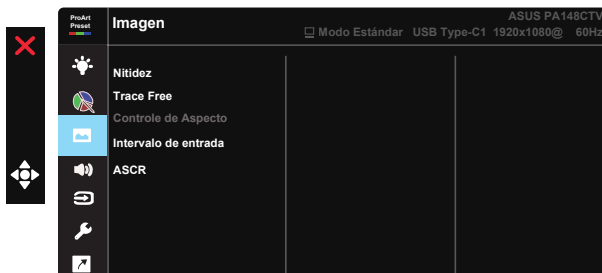 ProArt
Preset
Imagen
ASUS PA148CTV
Modo Estándar USB Type-C1 1920x1080@ 60Hz
Nitidez
Trace Free
Controle de Aspecto
Intervalo de entrada
ASCR